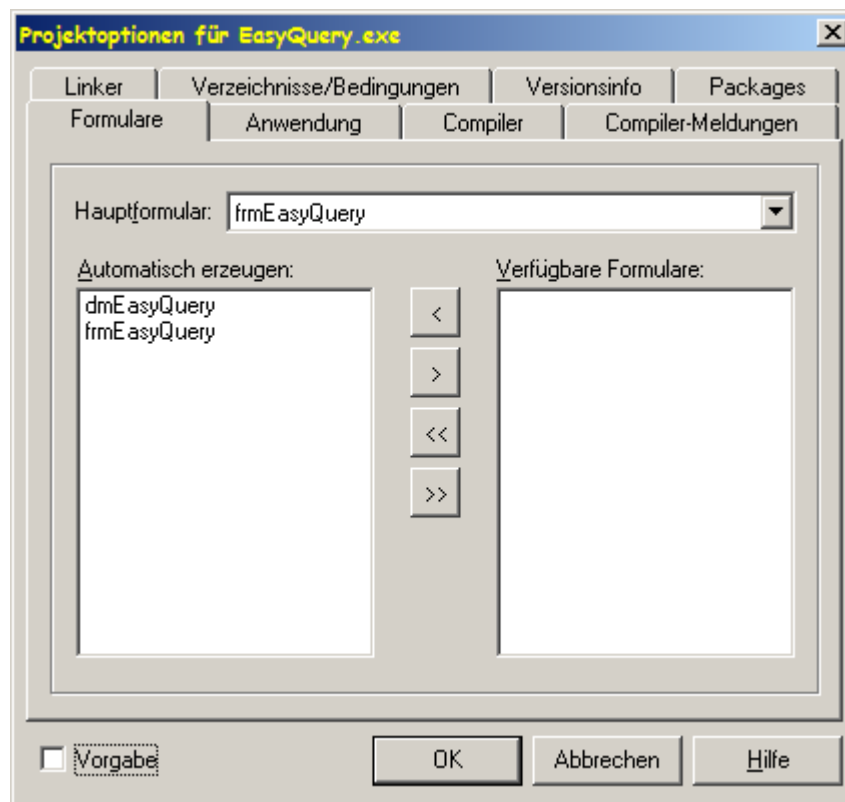 Projektoptionen für EasyQuery.exe
Linker Verzeichnisse/Bedingungen Versionsinfo Packages
Formulare Anwendung Compiler Compiler-Meldungen
Hauptformular: frmEasyQuery
Automatisch erzeugen: Verfügbare Formulare:
dmEasyQuery
frmEasyQuery
<
>
<<
>>
Vorgabe OK Abbrechen Hilfe